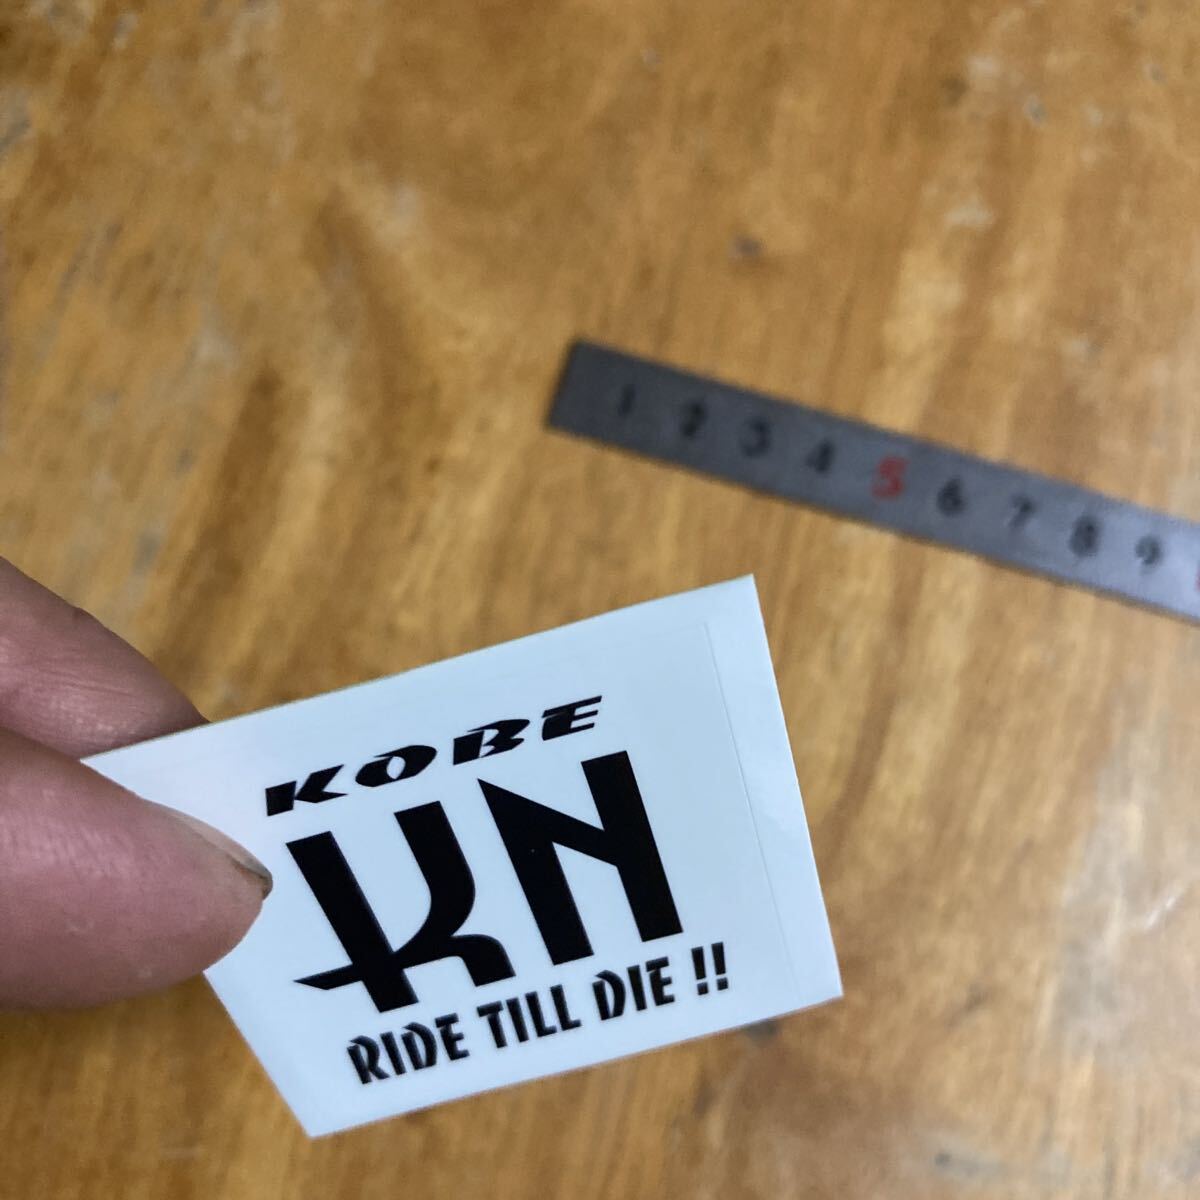 1 2 3 4 5 6 7 8 9
KOBE
KN
RIDE TILL DIE !!